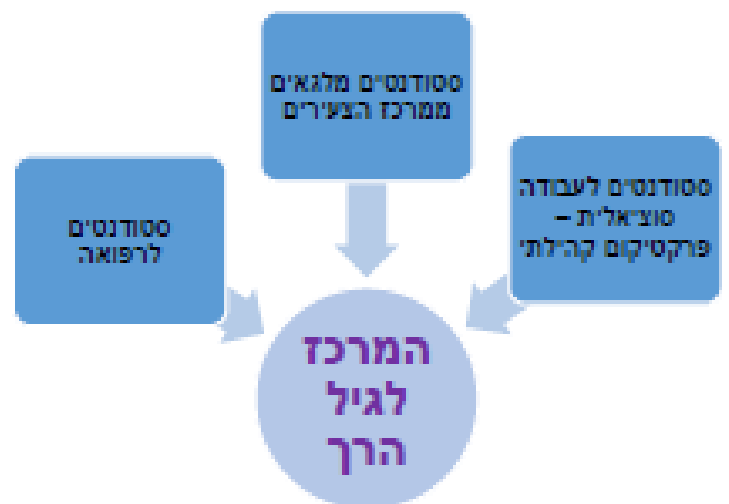 סטודנטים מלגאים
ממרכז הצעירים
סטודנטים לעבודה
סוציאלית –
פרקטיקום קהילתי
סטודנטים
לרפואה
המרכז
לגיל
הרך